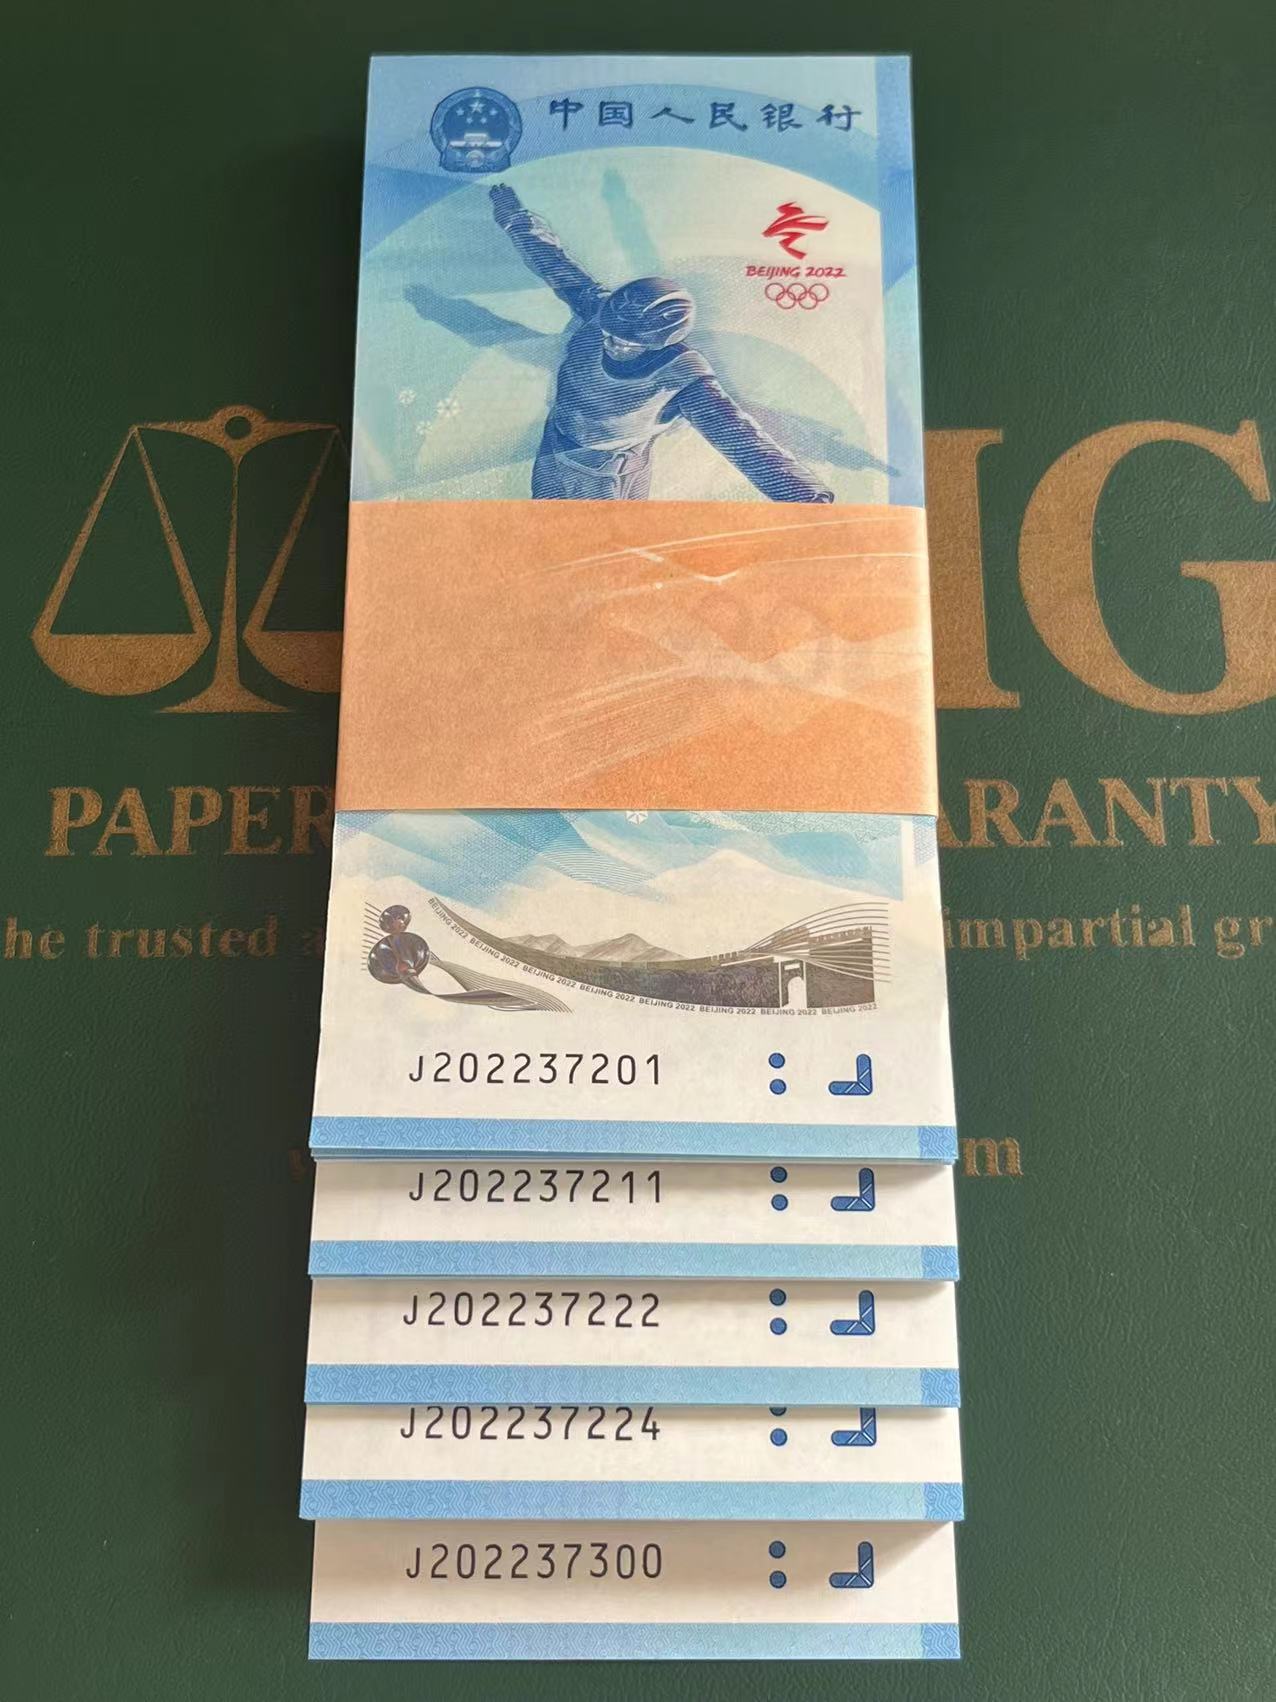 中国人民银行
BEIJING 2022
IG
PAPER
ARANTY
he trusted
impartial gr
BEIJING 2022 BEIJING 2022 BEIJING 2022 BEIJING 2022 BEIJING 2022 BEIJING 2022 BEIJING 2022 BEIJING 2022
J202237201
m
J202237211
J202237222
J202237224
J202237300